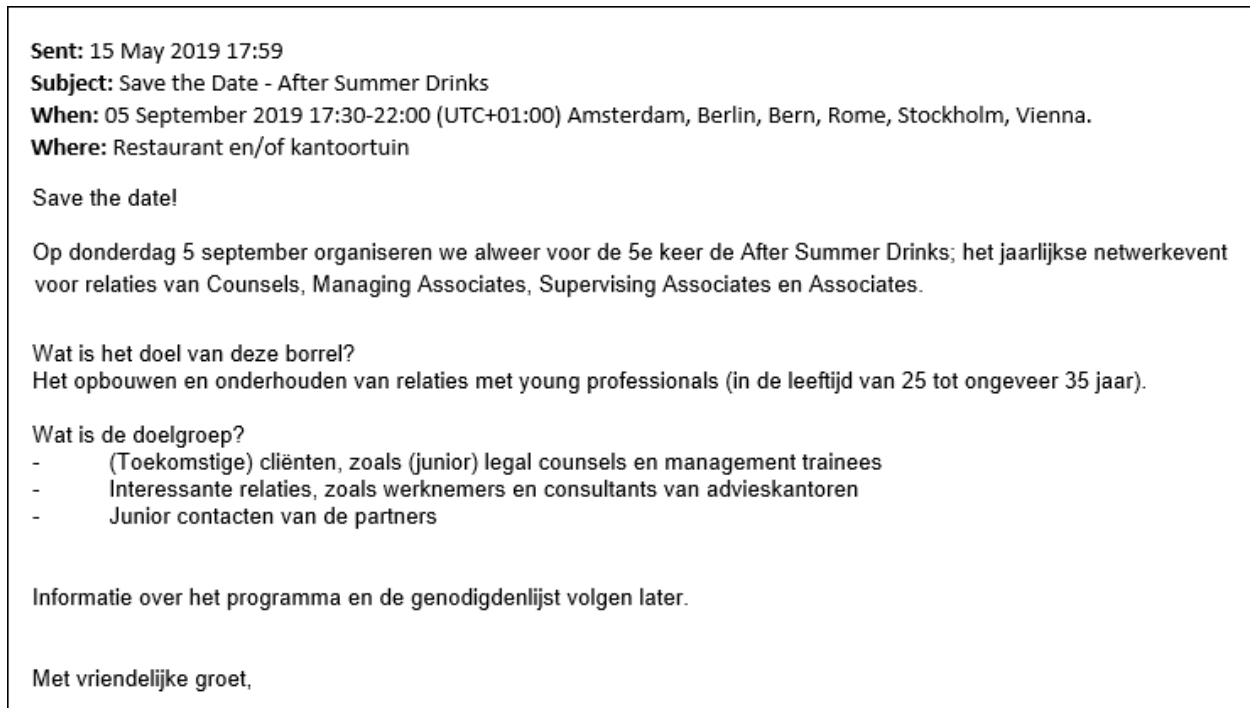 Sent: 15 May 2019 17:59
Subject: Save the Date - After Summer Drinks
When: 05 September 2019 17:30-22:00 (UTC+01:00) Amsterdam, Berlin, Bern, Rome, Stockholm, Vienna.
Where: Restaurant en/of kantoortuin
Save the date!
Op donderdag 5 september organiseren we alweer voor de 5e keer de After Summer Drinks; het jaarlijkse netwerkevent
voor relaties van Counsels, Managing Associates, Supervising Associates en Associates.
Wat is het doel van deze borrel?
Het opbouwen en onderhouden van relaties met young professionals (in de leeftijd van 25 tot ongeveer 35 jaar).
Wat is de doelgroep?
- (Toekomstige) cliënten, zoals (junior) legal counsels en management trainees
- Interessante relaties, zoals werknemers en consultants van advieskantoren
- Junior contacten van de partners
Informatie over het programma en de genodigdenlijst volgen later.
Met vriendelijke groet,